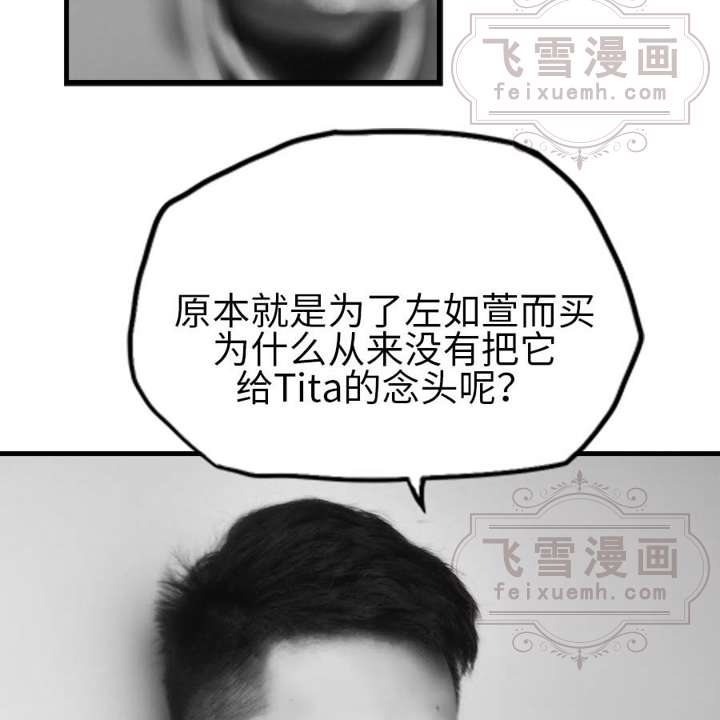 飞雪漫画
feixuemh.com
原本就是为了左如萱而买
为什么从来没有把它
给Tita的念头呢？
飞雪漫画
feixuemh.com